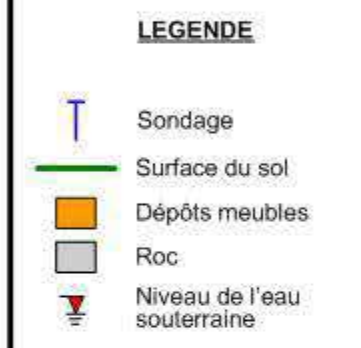 LEGENDE
Sondage
Surface du sol
Dépôts meubles
Roc
Niveau de l'eau
souterraine